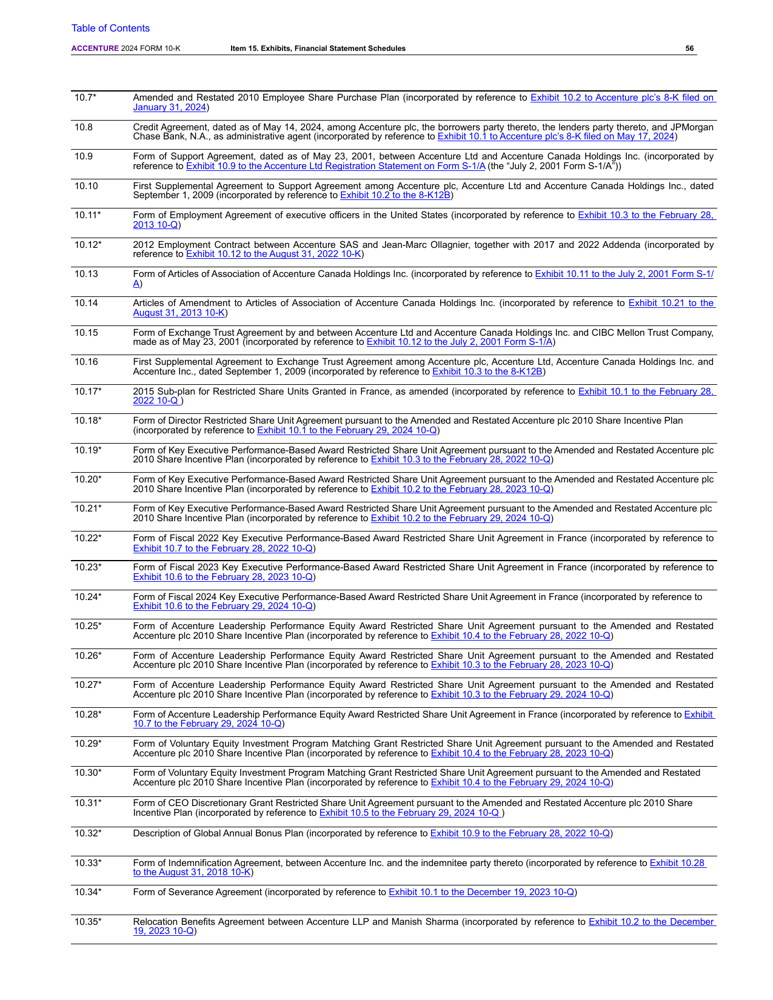 Table of Contents
ACCENTURE 2024 FORM 10-K Item 15. Exhibits, Financial Statement Schedules 56
10.7* Amended and Restated 2010 Employee Share Purchase Plan (incorporated by reference to Exhibit 10.2 to Accenture plc's 8-K filed on
January 31, 2024)
10.8 Credit Agreement, dated as of May 14, 2024, among Accenture plc, the borrowers party thereto, the lenders party thereto, and JPMorgan
Chase Bank, N.A., as administrative agent (incorporated by reference to Exhibit 10.1 to Accenture plc's 8-K filed on May 17, 2024)
10.9 Form of Support Agreement, dated as of May 23, 2001, between Accenture Ltd and Accenture Canada Holdings Inc. (incorporated by
reference to Exhibit 10.9 to the Accenture Ltd Registration Statement on Form S-1/A (the "July 2, 2001 Form S-1/A"))
10.10 First Supplemental Agreement to Support Agreement among Accenture plc, Accenture Ltd and Accenture Canada Holdings Inc., dated
September 1, 2009 (incorporated by reference to Exhibit 10.2 to the 8-K12B)
10.11* Form of Employment Agreement of executive officers in the United States (incorporated by reference to Exhibit 10.3 to the February 28,
2013 10-Q)
10.12* 2012 Employment Contract between Accenture SAS and Jean-Marc Ollagnier, together with 2017 and 2022 Addenda (incorporated by
reference to Exhibit 10.12 to the August 31, 2022 10-K)
10.13 Form of Articles of Association of Accenture Canada Holdings Inc. (incorporated by reference to Exhibit 10.11 to the July 2, 2001 Form S-1/
A)
10.14 Articles of Amendment to Articles of Association of Accenture Canada Holdings Inc. (incorporated by reference to Exhibit 10.21 to the
August 31, 2013 10-K)
10.15 Form of Exchange Trust Agreement by and between Accenture Ltd and Accenture Canada Holdings Inc. and CIBC Mellon Trust Company,
made as of May 23, 2001 (incorporated by reference to Exhibit 10.12 to the July 2, 2001 Form S-1/A)
10.16 First Supplemental Agreement to Exchange Trust Agreement among Accenture plc, Accenture Ltd, Accenture Canada Holdings Inc. and
Accenture Inc., dated September 1, 2009 (incorporated by reference to Exhibit 10.3 to the 8-K12B)
10.17* 2015 Sub-plan for Restricted Share Units Granted in France, as amended (incorporated by reference to Exhibit 10.1 to the February 28,
2022 10-Q )
10.18* Form of Director Restricted Share Unit Agreement pursuant to the Amended and Restated Accenture plc 2010 Share Incentive Plan
(incorporated by reference to Exhibit 10.1 to the February 29, 2024 10-Q)
10.19* Form of Key Executive Performance-Based Award Restricted Share Unit Agreement pursuant to the Amended and Restated Accenture plc
2010 Share Incentive Plan (incorporated by reference to Exhibit 10.3 to the February 28, 2022 10-Q)
10.20* Form of Key Executive Performance-Based Award Restricted Share Unit Agreement pursuant to the Amended and Restated Accenture plc
2010 Share Incentive Plan (incorporated by reference to Exhibit 10.2 to the February 28, 2023 10-Q)
10.21* Form of Key Executive Performance-Based Award Restricted Share Unit Agreement pursuant to the Amended and Restated Accenture plc
2010 Share Incentive Plan (incorporated by reference to Exhibit 10.2 to the February 29, 2024 10-Q)
10.22* Form of Fiscal 2022 Key Executive Performance-Based Award Restricted Share Unit Agreement in France (incorporated by reference to
Exhibit 10.7 to the February 28, 2022 10-Q)
10.23* Form of Fiscal 2023 Key Executive Performance-Based Award Restricted Share Unit Agreement in France (incorporated by reference to
Exhibit 10.6 to the February 28, 2023 10-Q)
10.24* Form of Fiscal 2024 Key Executive Performance-Based Award Restricted Share Unit Agreement in France (incorporated by reference to
Exhibit 10.6 to the February 29, 2024 10-Q)
10.25* Form of Accenture Leadership Performance Equity Award Restricted Share Unit Agreement pursuant to the Amended and Restated
Accenture plc 2010 Share Incentive Plan (incorporated by reference to Exhibit 10.4 to the February 28, 2022 10-Q)
10.26* Form of Accenture Leadership Performance Equity Award Restricted Share Unit Agreement pursuant to the Amended and Restated
Accenture plc 2010 Share Incentive Plan (incorporated by reference to Exhibit 10.3 to the February 28, 2023 10-Q)
10.27* Form of Accenture Leadership Performance Equity Award Restricted Share Unit Agreement pursuant to the Amended and Restated
Accenture plc 2010 Share Incentive Plan (incorporated by reference to Exhibit 10.3 to the February 29, 2024 10-Q)
10.28* Form of Accenture Leadership Performance Equity Award Restricted Share Unit Agreement in France (incorporated by reference to Exhibit
10.7 to the February 29, 2024 10-Q)
10.29* Form of Voluntary Equity Investment Program Matching Grant Restricted Share Unit Agreement pursuant to the Amended and Restated
Accenture plc 2010 Share Incentive Plan (incorporated by reference to Exhibit 10.4 to the February 28, 2023 10-Q)
10.30* Form of Voluntary Equity Investment Program Matching Grant Restricted Share Unit Agreement pursuant to the Amended and Restated
Accenture plc 2010 Share Incentive Plan (incorporated by reference to Exhibit 10.4 to the February 29, 2024 10-Q)
10.31* Form of CEO Discretionary Grant Restricted Share Unit Agreement pursuant to the Amended and Restated Accenture plc 2010 Share
Incentive Plan (incorporated by reference to Exhibit 10.5 to the February 29, 2024 10-Q )
10.32* Description of Global Annual Bonus Plan (incorporated by reference to Exhibit 10.9 to the February 28, 2022 10-Q)
10.33* Form of Indemnification Agreement, between Accenture Inc. and the indemnitee party thereto (incorporated by reference to Exhibit 10.28
to the August 31, 2018 10-K)
10.34* Form of Severance Agreement (incorporated by reference to Exhibit 10.1 to the December 19, 2023 10-Q)
10.35* Relocation Benefits Agreement between Accenture LLP and Manish Sharma (incorporated by reference to Exhibit 10.2 to the December
19, 2023 10-Q)